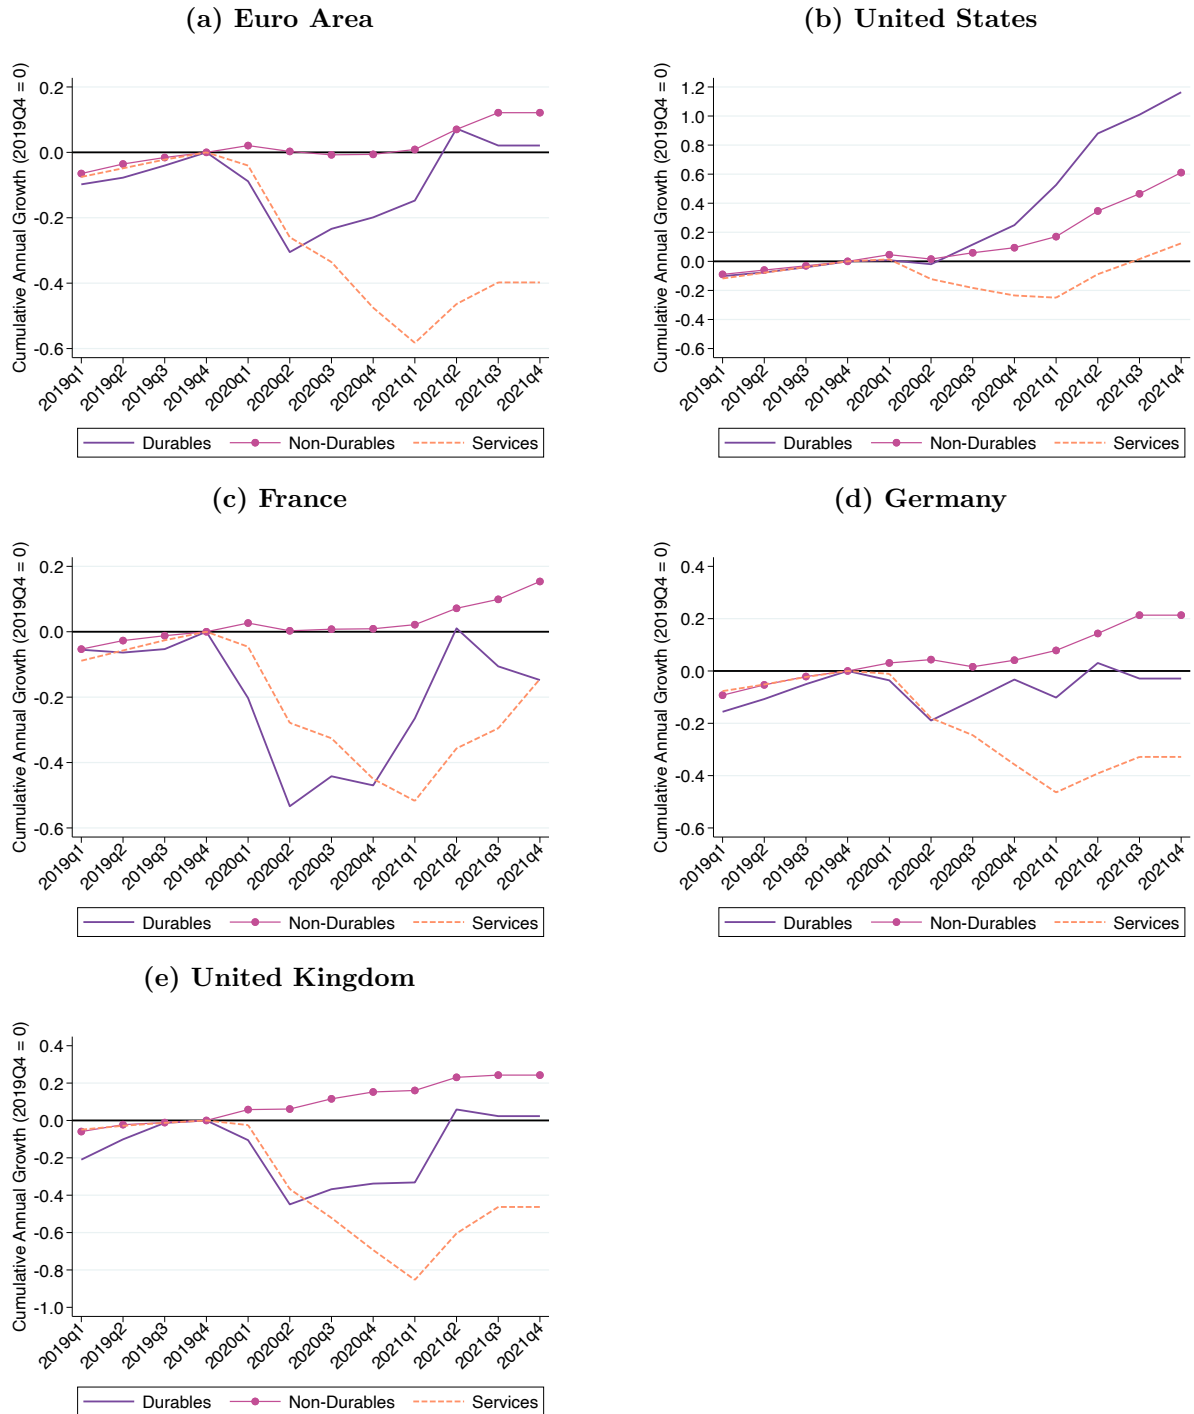 (a) Euro Area
Cumulative Annual Growth (2019Q4 = 0)
0.2
0.0
-0.2
-0.4
-0.6
2019q1 2019q2 2019q3 2019q4 2020q1 2020q2 2020q3 2020q4 2021q1 2021q2 2021q3 2021q4
Durables Non-Durables Services
(b) United States
Cumulative Annual Growth (2019Q4 = 0)
1.2
1.0
0.8
0.6
0.4
0.2
0.0
-0.2
-0.4
-0.6
2019q1 2019q2 2019q3 2019q4 2020q1 2020q2 2020q3 2020q4 2021q1 2021q2 2021q3 2021q4
Durables Non-Durables Services
(c) France
Cumulative Annual Growth (2019Q4 = 0)
0.2
0.0
-0.2
-0.4
-0.6
2019q1 2019q2 2019q3 2019q4 2020q1 2020q2 2020q3 2020q4 2021q1 2021q2 2021q3 2021q4
Durables Non-Durables Services
(d) Germany
Cumulative Annual Growth (2019Q4 = 0)
0.4
0.2
0.0
-0.2
-0.4
-0.6
2019q1 2019q2 2019q3 2019q4 2020q1 2020q2 2020q3 2020q4 2021q1 2021q2 2021q3 2021q4
Durables Non-Durables Services
(e) United Kingdom
Cumulative Annual Growth (2019Q4 = 0)
0.4
0.2
0.0
-0.2
-0.4
-0.6
-0.8
-1.0
2019q1 2019q2 2019q3 2019q4 2020q1 2020q2 2020q3 2020q4 2021q1 2021q2 2021q3 2021q4
Durables Non-Durables Services